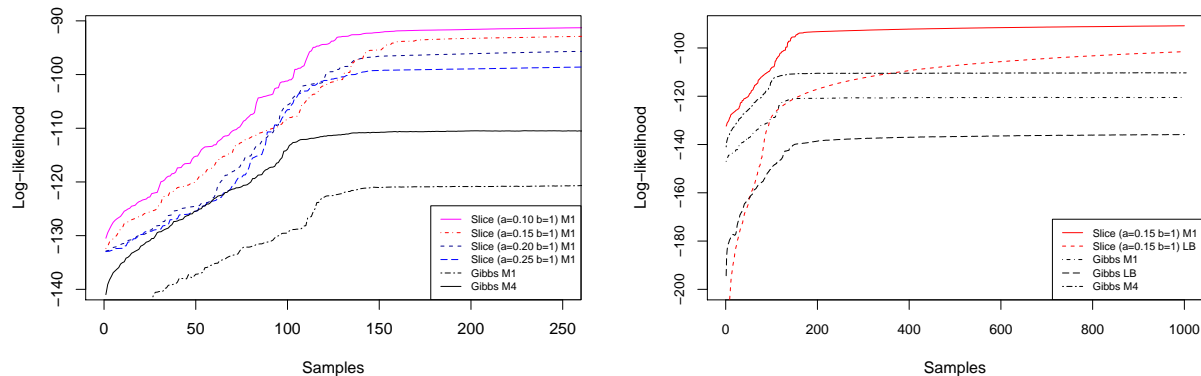 −90
−100
−110
−120
−130
−140
Log−likelihood
0
50
100
150
200
250
Samples
Slice (a=0.10 b=1) M1
Slice (a=0.15 b=1) M1
Slice (a=0.20 b=1) M1
Slice (a=0.25 b=1) M1
Gibbs M1
Gibbs M4
−100
−120
−140
−160
−180
−200
Log−likelihood
0
200
400
600
800
1000
Samples
Slice (a=0.15 b=1) M1
Slice (a=0.15 b=1) LB
Gibbs M1
Gibbs LB
Gibbs M4